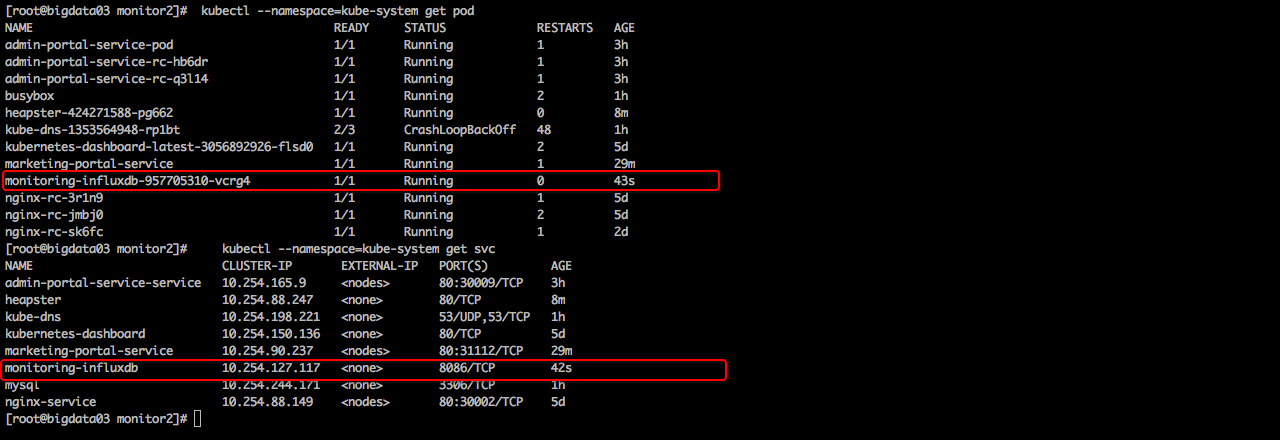 [root@bigdata03 monitor2]#  kubectl --namespace=kube-system get pod
NAME READY STATUS RESTARTS AGE
admin-portal-service-pod 1/1 Running 1 3h
admin-portal-service-rc-hb6dr 1/1 Running 1 3h
admin-portal-service-rc-q3l14 1/1 Running 1 3h
busybox 1/1 Running 2 1h
heapster-424271588-pg662 1/1 Running 0 8m
kube-dns-1353564948-rp1bt 2/3 CrashLoopBackOff 48 1h
kubernetes-dashboard-latest-3056892926-flsd0 1/1 Running 2 5d
marketing-portal-service 1/1 Running 1 29m
monitoring-influxdb-957705310-vcrg4 1/1 Running 0 43s
nginx-rc-3r1n9 1/1 Running 1 5d
nginx-rc-jmbj0 1/1 Running 2 5d
nginx-rc-sk6fc 1/1 Running 1 2d
[root@bigdata03 monitor2]#     kubectl --namespace=kube-system get svc
NAME CLUSTER-IP EXTERNAL-IP PORT(S) AGE
admin-portal-service-service 10.254.165.9 <nodes> 80:30009/TCP 3h
heapster 10.254.88.247 <none> 80/TCP 8m
kube-dns 10.254.198.221 <none> 53/UDP,53/TCP 1h
kubernetes-dashboard 10.254.150.136 <none> 80/TCP 5d
marketing-portal-service 10.254.90.237 <nodes> 80:31112/TCP 29m
monitoring-influxdb 10.254.127.117 <none> 8086/TCP 42s
mysql 10.254.244.171 <none> 3306/TCP 1h
nginx-service 10.254.88.149 <nodes> 80:30002/TCP 5d
[root@bigdata03 monitor2]#